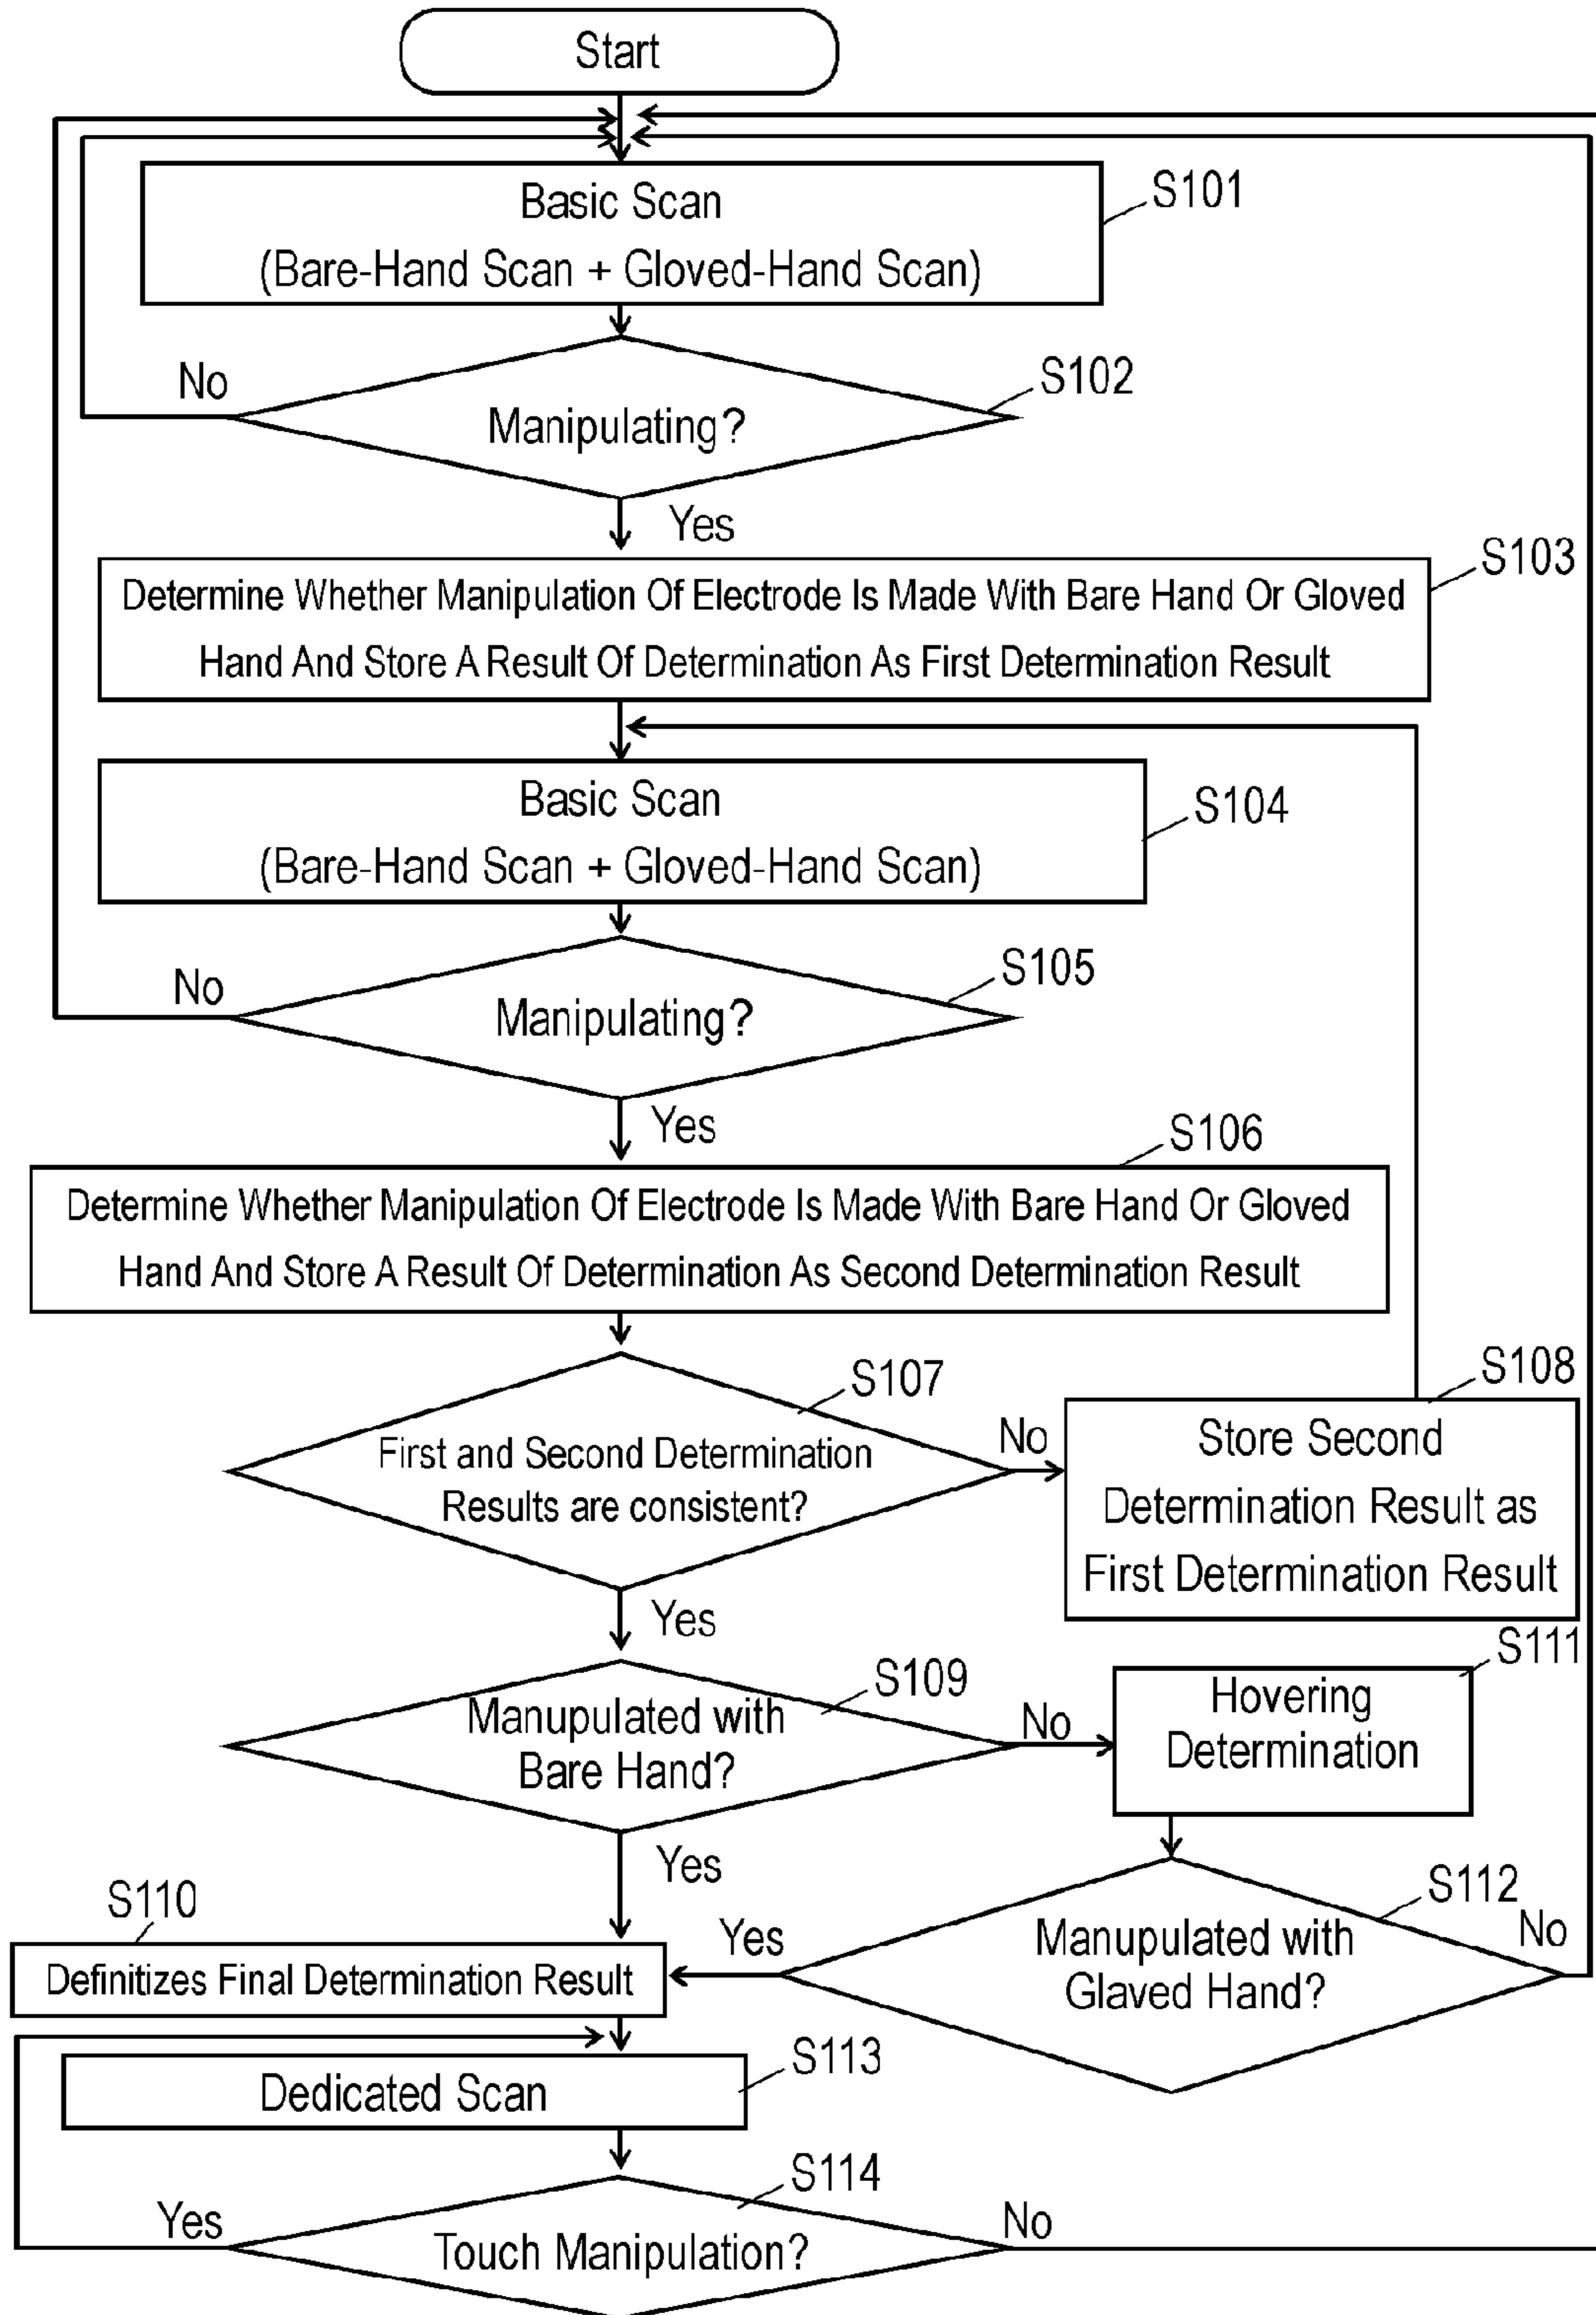 Start
Basic Scan
(Bare-Hand Scan + Gloved-Hand Scan)
S101
No
Manipulating?
S102
Yes
Determine Whether Manipulation Of Electrode Is Made With Bare Hand Or Gloved
Hand And Store A Result Of Determination As First Determination Result
S103
Basic Scan
(Bare-Hand Scan + Gloved-Hand Scan)
S104
No
Manipulating?
S105
Yes
S106
Determine Whether Manipulation Of Electrode Is Made With Bare Hand Or Gloved
Hand And Store A Result Of Determination As Second Determination Result
S107
First and Second Determination
Results are consistent?
No
S108
Store Second
Determination Result as
First Determination Result
Yes
S109
Manupulated with
Bare Hand?
No
S111
Hovering
Determination
Yes
S110
Definitizes Final Determination Result
Yes
S112
Manupulated with
Glaved Hand?
No
Dedicated Scan
S113
S114
Yes
Touch Manipulation?
No